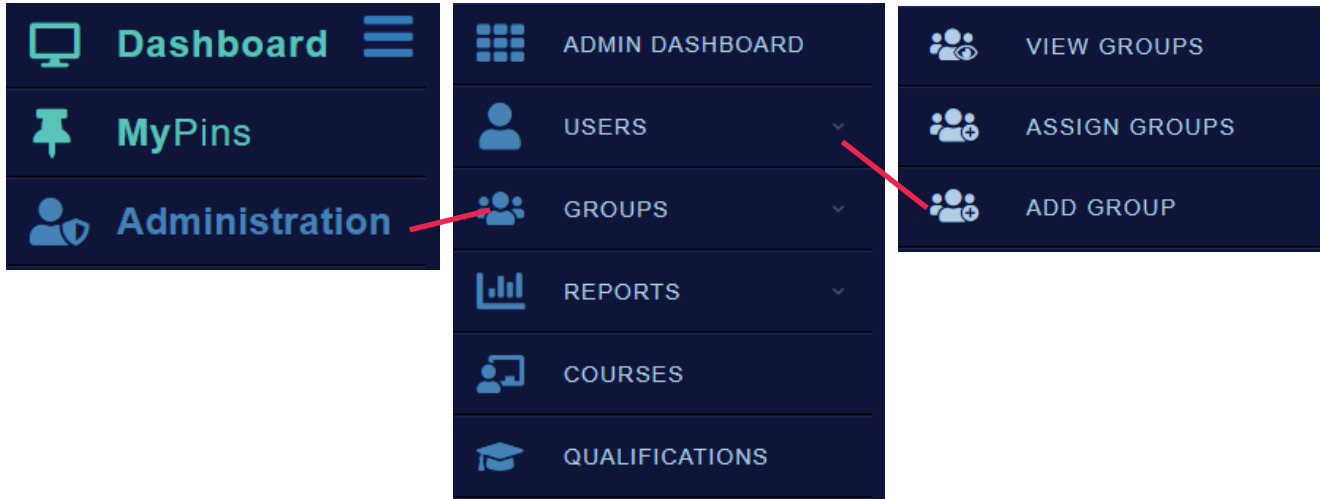 Dashboard
MyPins
Administration
ADMIN DASHBOARD
USERS
GROUPS
REPORTS
COURSES
QUALIFICATIONS
VIEW GROUPS
ASSIGN GROUPS
ADD GROUP